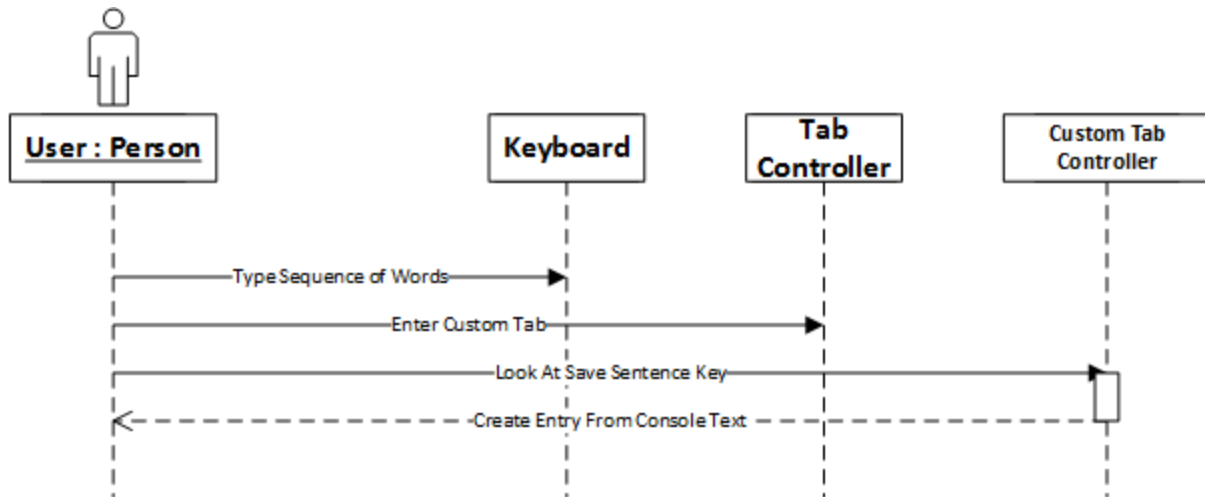 User : Person
Keyboard
Tab
Controller
Custom Tab
Controller
Type Sequence of Words
Enter Custom Tab
Look At Save Sentence Key
Create Entry From Console Text